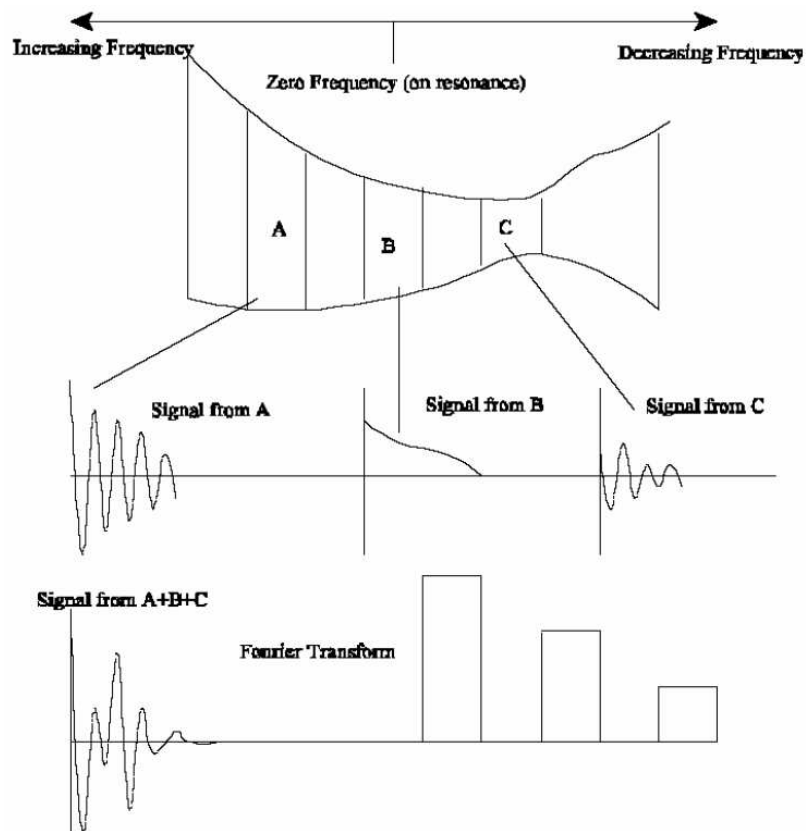 Increasing Frequency
Decreasing Frequency
Zero Frequency (on resonance)
A
B
C
Signal from A
Signal from B
Signal from C
Signal from A+B+C
Fourier Transform